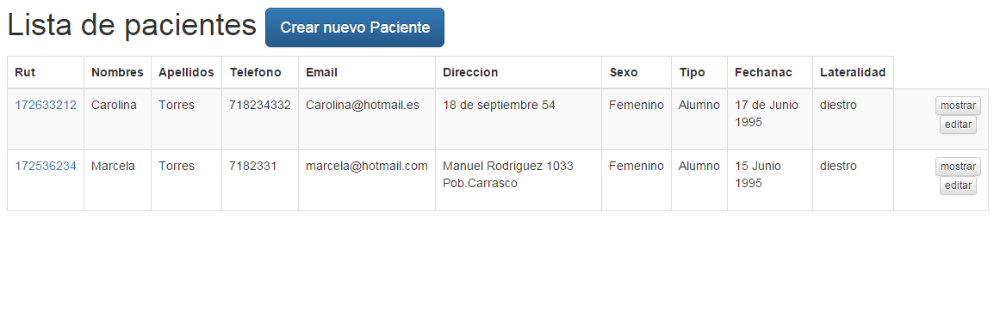 Lista de pacientes Crear nuevo Paciente
Rut Nombres Apellidos Telefono Email Direccion Sexo Tipo Fechanac Lateralidad
172633212 Carolina Torres 718234332 Carolina@hotmail.es 18 de septiembre 54 Femenino Alumno 17 de Junio diestro mostrar
1995 editar
172536234 Marcela Torres 7182331 marcela@hotmail.com Manuel Rodriguez 1033 Femenino Alumno 15 Junio diestro mostrar
Pob.Carrasco 1995 editar